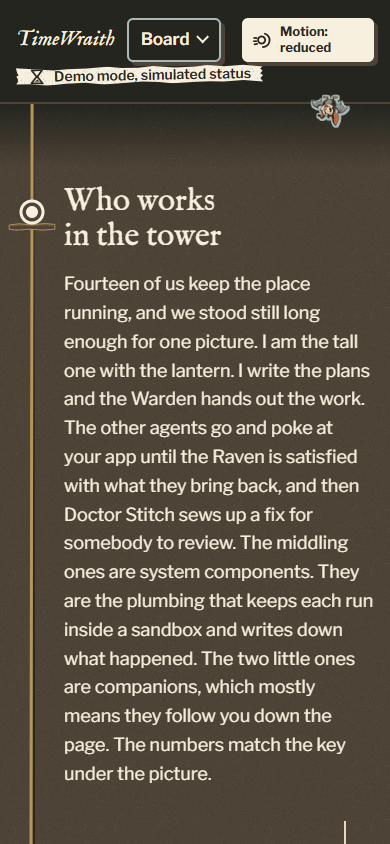 TimeWraith
Board
Motion:
reduced
Demo mode, simulated status
Who works
in the tower
Fourteen of us keep the place
running, and we stood still long
enough for one picture. I am the tall
one with the lantern. I write the plans
and the Warden hands out the work.
The other agents go and poke at
your app until the Raven is satisfied
with what they bring back, and then
Doctor Stitch sews up a fix for
somebody to review. The middling
ones are system components. They
are the plumbing that keeps each run
inside a sandbox and writes down
what happened. The two little ones
are companions, which mostly
means they follow you down the
page. The numbers match the key
under the picture.